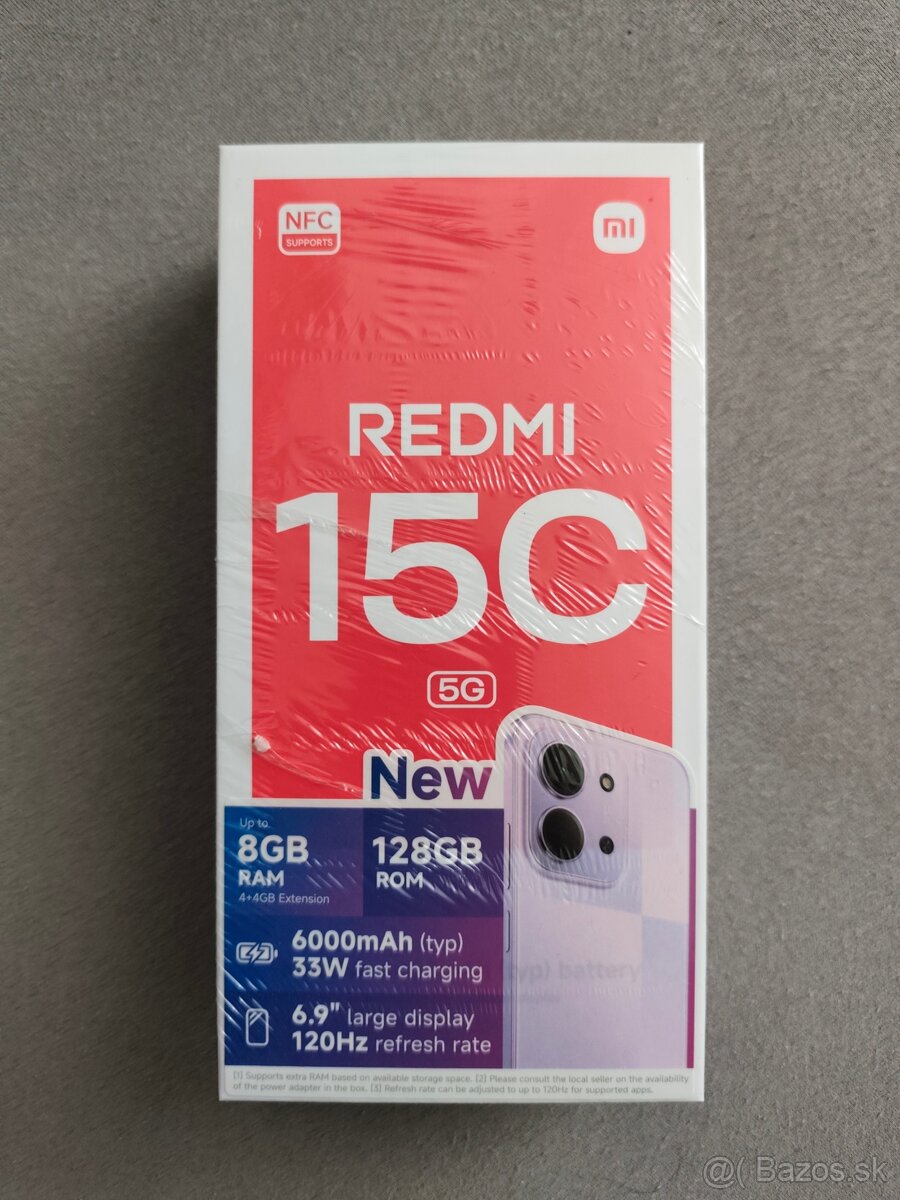 NFC
SUPPORTS
mi
REDMI
15C
5G
New
Up to
8GB
RAM
4+4GB Extension
128GB
ROM
6000mAh (typ)
33W fast charging
typ) battery
6.9" large display
120Hz refresh rate
[1] Supports extra RAM based on available storage space. [2] Please consult the local seller on the availability
of the power adapter in the box. [3] Refresh rate can be adjusted to up to 120Hz for supported apps.
@( Bazos.sk